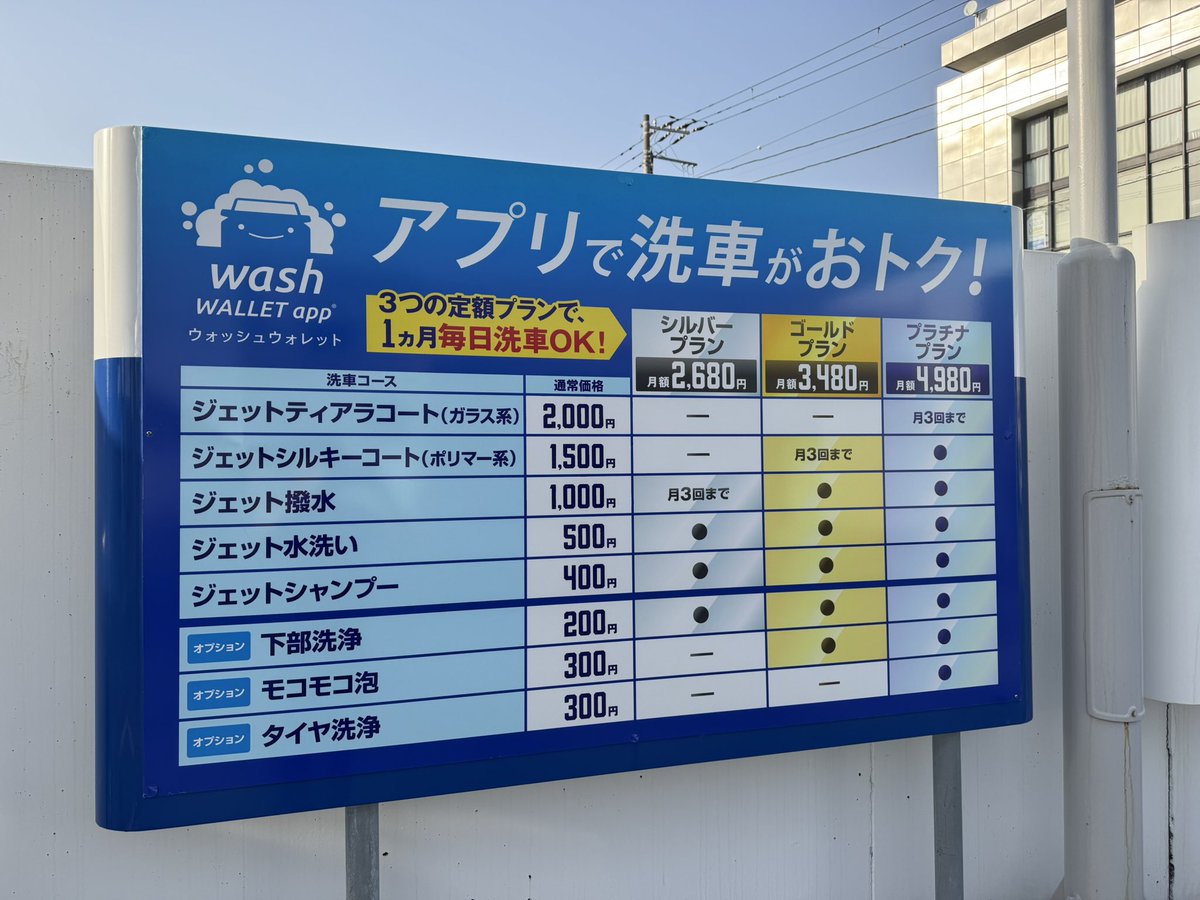 アプリで洗車がおトク!
wash
WALLET app®
ウォッシュウォレット
3つの定額プランで、
1ヵ月毎日洗車OK!
シルバープラン 月額2,680円
ゴールドプラン 月額3,480円
プラチナプラン 月額4,980円
洗車コース 通常価格
ジェットティアラコート(ガラス系) 2,000円 ー ー 月3回まで
ジェットシルキーコート(ポリマー系) 1,500円 ー 月3回まで ●
ジェット撥水 1,000円 月3回まで ● ●
ジェット水洗い 500円 ● ● ●
ジェットシャンプー 400円 ● ● ●
オプション 下部洗浄 200円 ● ● ●
オプション モコモコ泡 300円 ー ● ●
オプション タイヤ洗浄 300円 ー ー ●